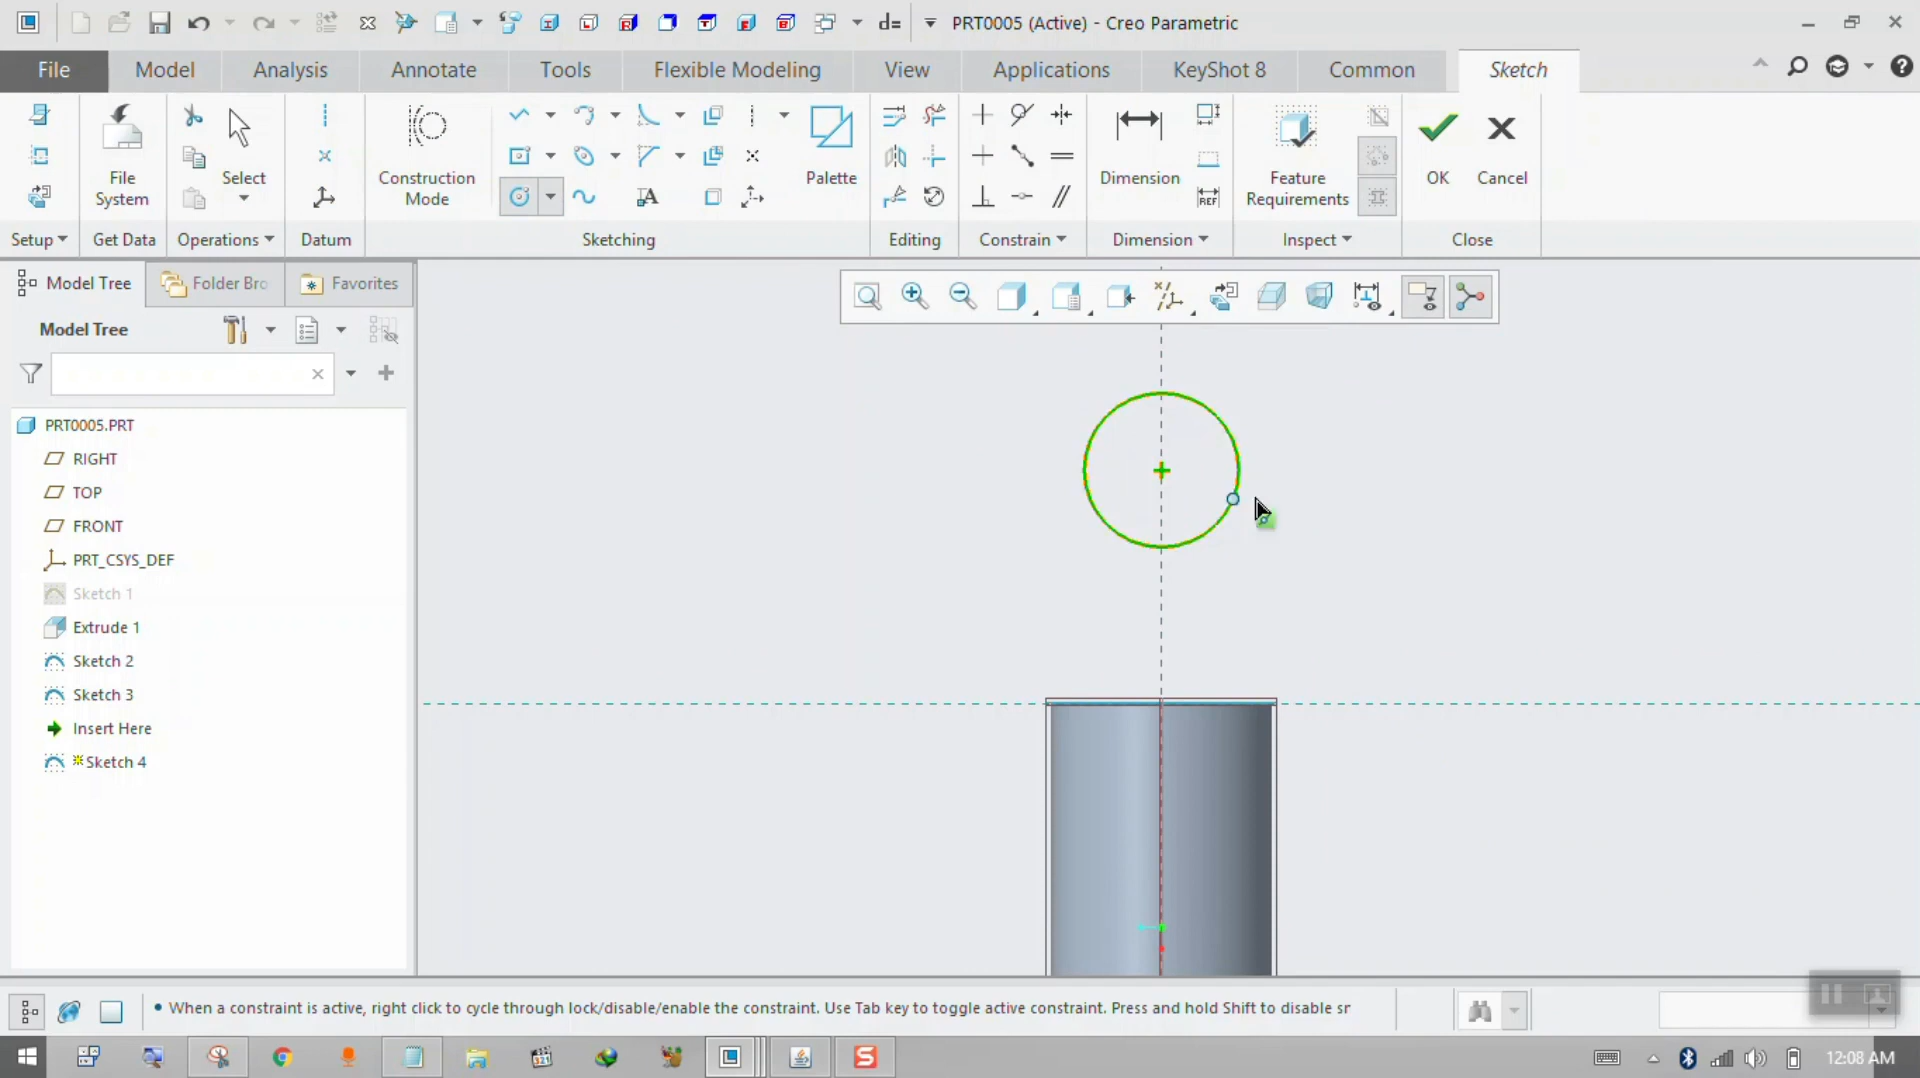 d= PRT0005 (Active) - Creo Parametric
File Model Analysis Annotate Tools Flexible Modeling View Applications KeyShot 8 Common Sketch
File System Select Construction Mode Palette Dimension Feature Requirements OK Cancel
Setup Get Data Operations Datum Sketching Editing Constrain Dimension Inspect Close
Model Tree Folder Bro Favorites
Model Tree
PRT0005.PRT
RIGHT
TOP
FRONT
PRT_CSYS_DEF
Sketch 1
Extrude 1
Sketch 2
Sketch 3
Insert Here
Sketch 4
• When a constraint is active, right click to cycle through lock/disable/enable the constraint. Use Tab key to toggle active constraint. Press and hold Shift to disable sr
12:08 AM